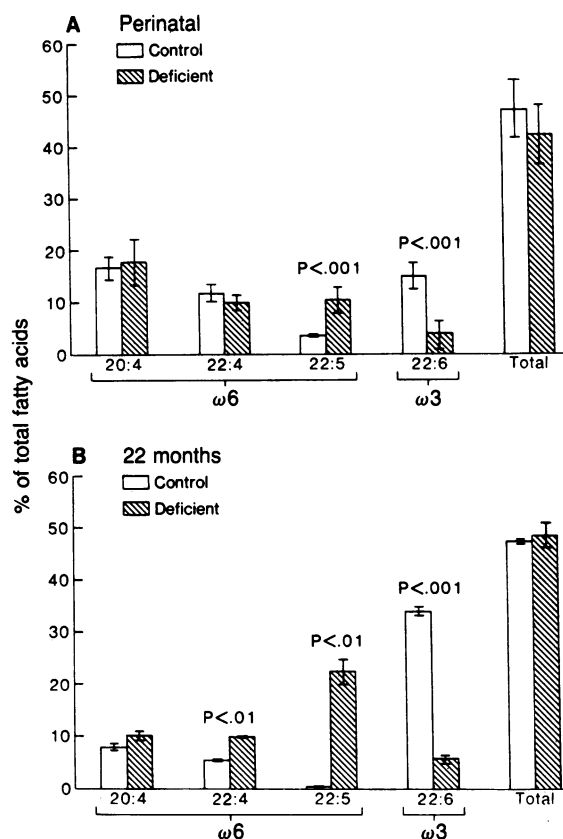 A Perinatal
Control
Deficient
60
50
40
30
20
10
0
P<.001
P<.001
20:4 22:4 22:5 22:6 Total
ω6 ω3
% of total fatty acids
B 22 months
Control
Deficient
60
50
40
30
20
10
0
P<.01
P<.01
P<.001
20:4 22:4 22:5 22:6 Total
ω6 ω3